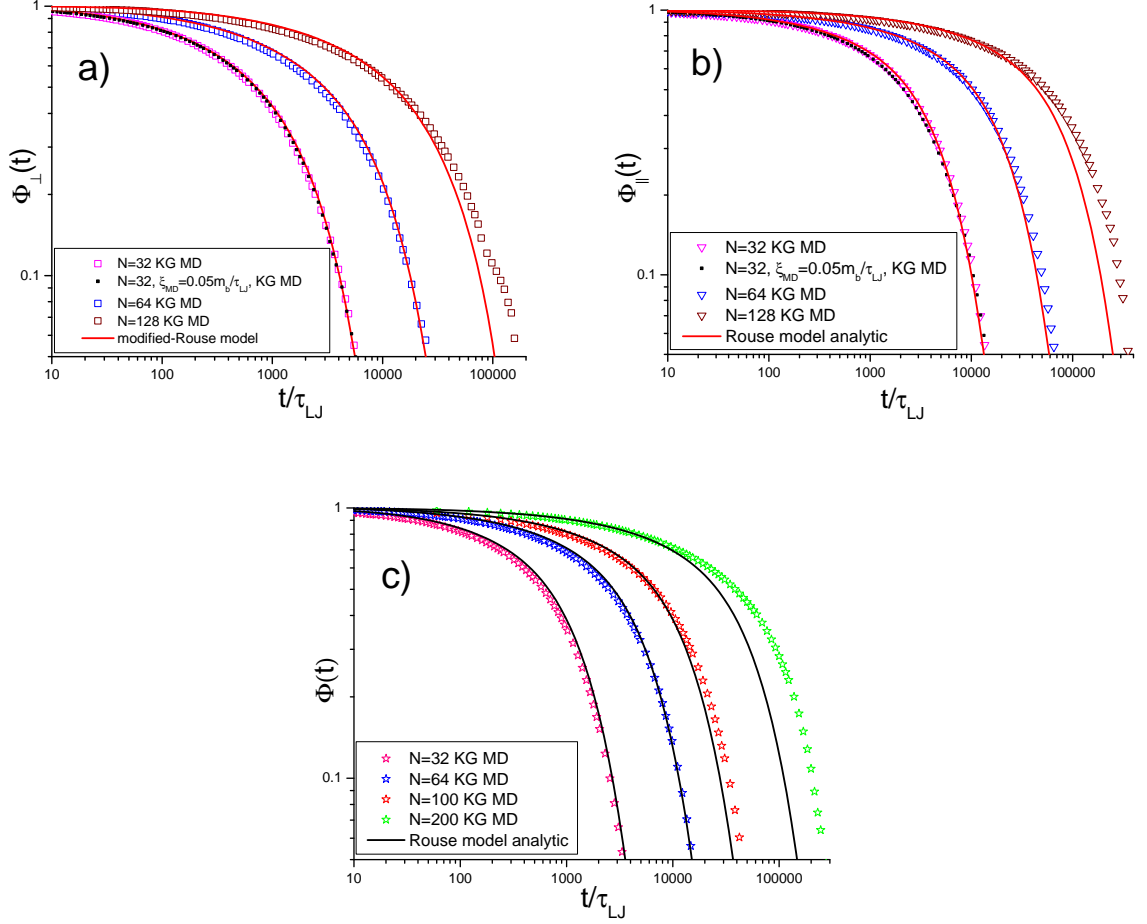 a)
1
0.1
Φ⊥(t)
N=32 KG MD
N=32, ξMD=0.05mb/τLJ, KG MD
N=64 KG MD
N=128 KG MD
modified-Rouse model
10 100 1000 10000 100000
t/τLJ
b)
1
0.1
Φ||(t)
N=32 KG MD
N=32, ξMD=0.05mb/τLJ, KG MD
N=64 KG MD
N=128 KG MD
Rouse model analytic
10 100 1000 10000 100000
t/τLJ
c)
1
0.1
Φ(t)
N=32 KG MD
N=64 KG MD
N=100 KG MD
N=200 KG MD
Rouse model analytic
10 100 1000 10000 100000
t/τLJ